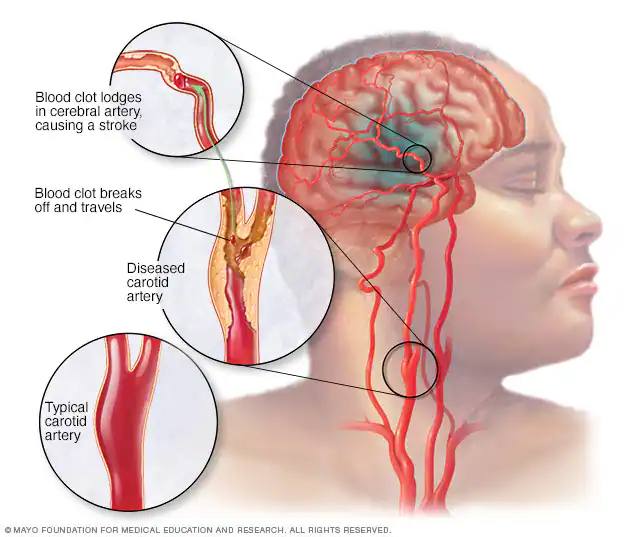 Blood clot lodges
in cerebral artery,
causing a stroke
Blood clot breaks
off and travels
Diseased
carotid
artery
Typical
carotid
artery
© MAYO FOUNDATION FOR MEDICAL EDUCATION AND RESEARCH. ALL RIGHTS RESERVED.